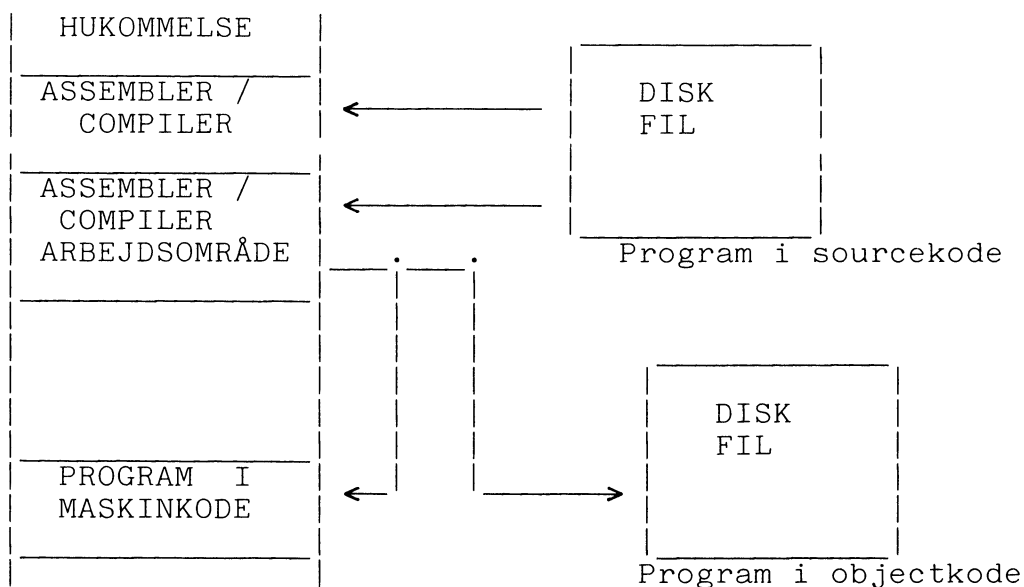 HUKOMMELSE
ASSEMBLER /
COMPILER
ASSEMBLER /
COMPILER
ARBEJDSOMRÅDE
DISK
FIL
Program i sourcekode
PROGRAM I
MASKINKODE
DISK
FIL
Program i objectkode